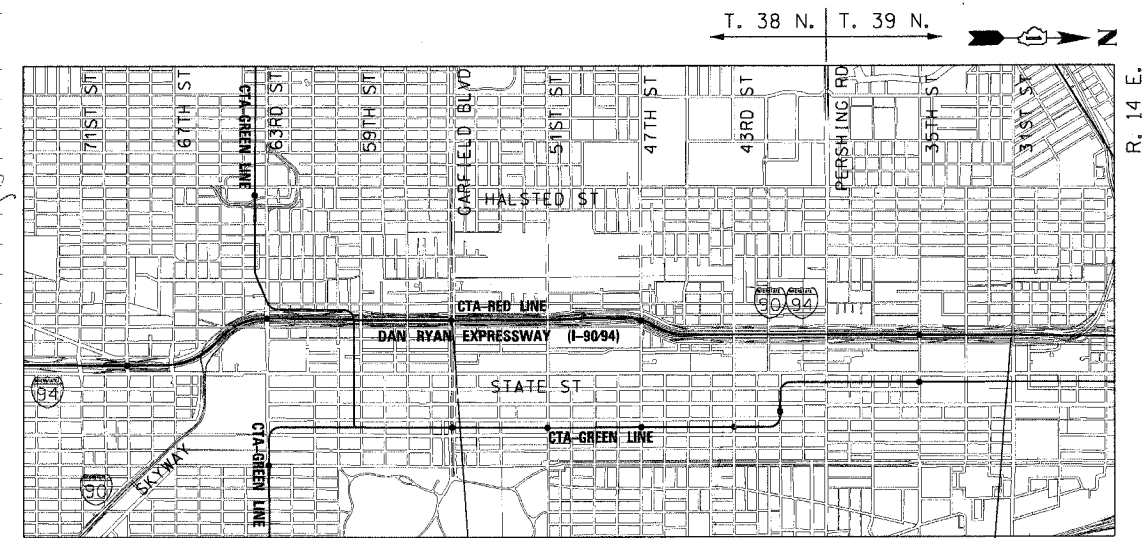 T. 38 N. T. 39 N.
N
R. 14 E.
71ST ST
67TH ST
CTA-GREEN LINE
63RD ST
59TH ST
GARFIELD BLVD
51ST ST
47TH ST
43RD ST
PERSHING RD
35TH ST
31ST ST
HALSTED ST
CTA-RED LINE
90 94
DAN RYAN EXPRESSWAY (I-90/94)
STATE ST
94
CTA-GREEN LINE
CTA-GREEN LINE
SKYWAY
90